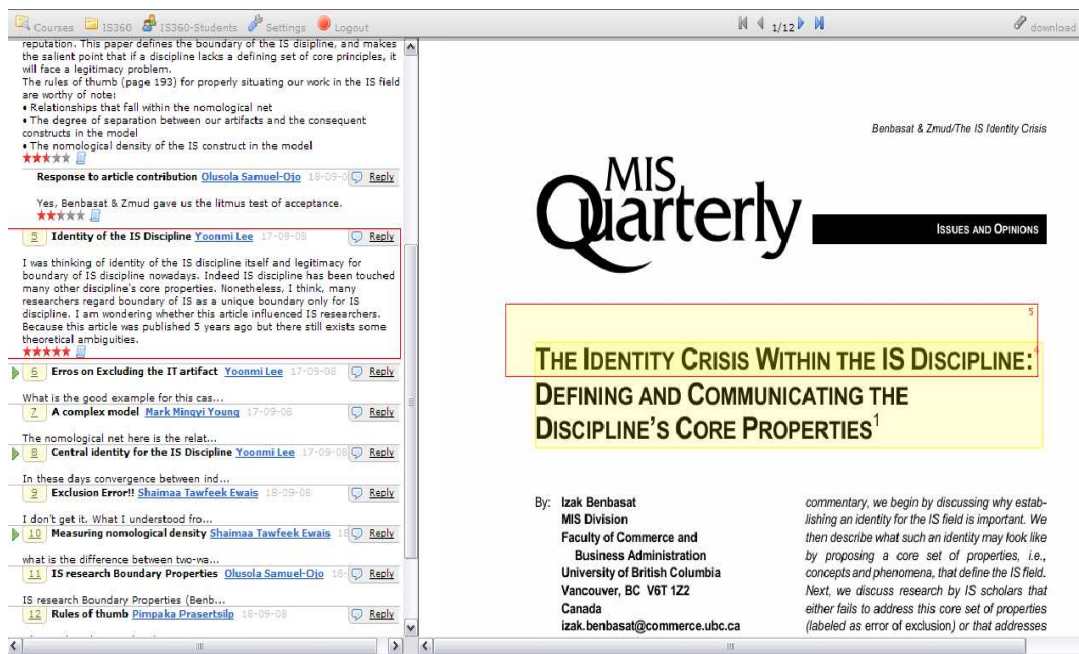 Courses IS360 IS360-Students Settings Logout
1/12
download
reputation. This paper defines the boundary of the IS disipline, and makes
the salient point that if a discipline lacks a defining set of core principles, it
will face a legitimacy problem.
The rules of thumb (page 193) for properly situating our work in the IS field
are worthy of note:
• Relationships that fall within the nomological net
• The degree of separation between our artifacts and the consequent
constructs in the model
• The nomological density of the IS construct in the model
Response to article contribution Olusola Samuel-Ojo 18-09-0 Reply
Yes, Benbasat & Zmud gave us the litmus test of acceptance.
5 Identity of the IS Discipline Yoonmi Lee 17-09-08 Reply
I was thinking of identity of the IS discipline itself and legitimacy for
boundary of IS discipline nowadays. Indeed IS discipline has been touched
many other discipline's core properties. Nonetheless, I think, many
researchers regard boundary of IS as a unique boundary only for IS
discipline. I am wondering whether this article influenced IS researchers.
Because this article was published 5 years ago but there still exists some
theoretical ambiguities.
6 Erros on Excluding the IT artifact Yoonmi Lee 17-09-08 Reply
What is the good example for this cas...
7 A complex model Mark Mingyi Young 17-09-08 Reply
The nomological net here is the relat...
8 Central identity for the IS Discipline Yoonmi Lee 17-09-08 Reply
In these days convergence between ind...
9 Exclusion Error!! Shaimaa Tawfeek Ewais 18-09-08 Reply
I don't get it. What I understood fro...
10 Measuring nomological density Shaimaa Tawfeek Ewais 18 Reply
what is the difference between two-wa...
11 IS research Boundary Properties Olusola Samuel-Ojo 18- Reply
IS research Boundary Properties (Benb...
12 Rules of thumb Pimpaka Prasertsilp 18-09-08 Reply
Benbasat & Zmud/The IS Identity Crisis
MIS
Quarterly
ISSUES AND OPINIONS
5
4
THE IDENTITY CRISIS WITHIN THE IS DISCIPLINE:
DEFINING AND COMMUNICATING THE
DISCIPLINE'S CORE PROPERTIES1
By: Izak Benbasat
MIS Division
Faculty of Commerce and
Business Administration
University of British Columbia
Vancouver, BC V6T 1Z2
Canada
izak.benbasat@commerce.ubc.ca
commentary, we begin by discussing why estab-
lishing an identity for the IS field is important. We
then describe what such an identity may look like
by proposing a core set of properties, i.e.,
concepts and phenomena, that define the IS field.
Next, we discuss research by IS scholars that
either fails to address this core set of properties
(labeled as error of exclusion) or that addresses